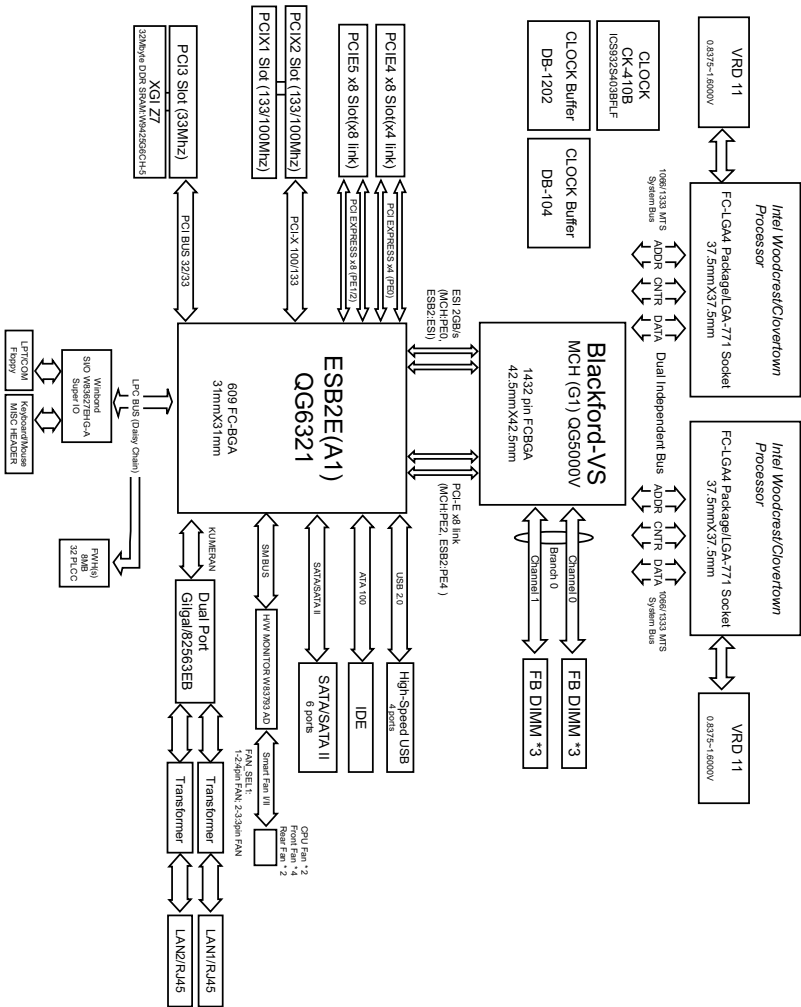 VRD 11
0.8375~1.6000V
Intel Woodcrest/Clovertown
Processor
FC-LGA4 Package/LGA-771 Socket
37.5mmX37.5mm
Intel Woodcrest/Clovertown
Processor
FC-LGA4 Package/LGA-771 Socket
37.5mmX37.5mm
VRD 11
0.8375~1.6000V
1066/1333 MTS
System Bus
ADDR
CNTR
DATA
Dual Independent Bus
ADDR
CNTR
DATA
1066/1333 MTS
System Bus
CLOCK
CK-410B
ICS932S403BFLF
CLOCK Buffer
DB-1202
CLOCK Buffer
DB-104
Blackford-VS
MCH (G1) QG5000V
1432 pin FCBGA
42.5mmX42.5mm
Channel 0
Branch 0
Channel 1
FB DIMM *3
FB DIMM *3
ESI 2GB/s
(MCH:PE0,
ESB2:ESI)
PCI-E x8 link
(MCH:PE2, ESB2:PE4 )
PCIE4 x8 Slot(x4 link)
PCIE5 x8 Slot(x8 link)
PCI EXPRESS x4 (PE0)
PCI EXPRESS x8 (PE1/2)
PCIX2 Slot (133/100Mhz)
PCIX1 Slot (133/100Mhz)
PCI-X 100/133
PCI3 Slot (33Mhz)
XGI Z7
32Mbyte DDR SRAM:W9425G6CH-5
PCI BUS 32/33
ESB2E(A1)
QG6321
609 FC-BGA
31mmX31mm
USB 2.0
High-Speed USB
4 ports
ATA 100
IDE
SATA/SATA II
SATA/SATA II
6 ports
SM BUS
H/W MONITOR W83793 AD
Smart Fan I/II
FAN_SEL1:
1-2:4pin FAN; 2-3:3pin FAN
CPU Fan * 2
Front Fan * 4
Rear Fan * 2
KUMERAN
Dual Port
Gilgal/82563EB
Transformer
Transformer
LAN1/RJ45
LAN2/RJ45
LPC BUS (Daisy Chain)
Winbond
SI/O W83627EHG-A
Super IO
LPT/COM
Floppy
Keyboard/Mouse
MISC HEADER
FWH(s)
8MB
32 PLCC